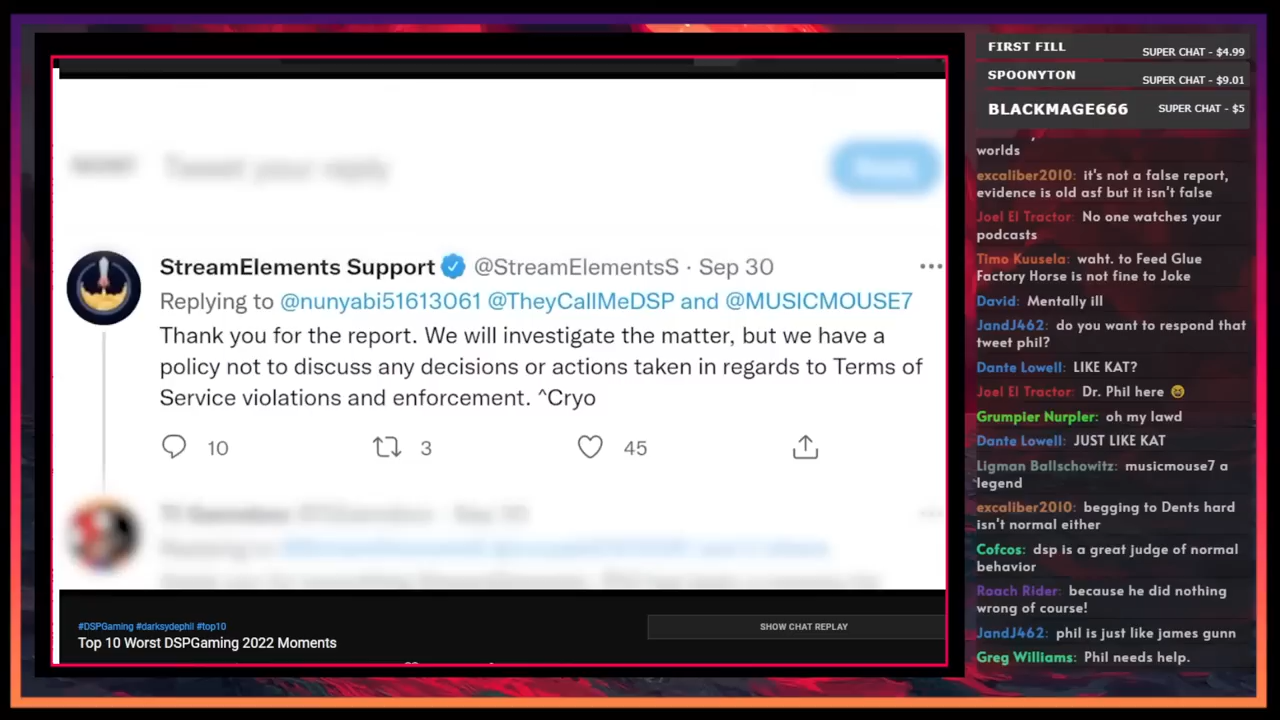 Tweet your reply
StreamElements Support @StreamElementsS · Sep 30
Replying to @nunyabi51613061 @TheyCallMeDSP and @MUSICMOUSE7
Thank you for the report. We will investigate the matter, but we have a
policy not to discuss any decisions or actions taken in regards to Terms of
Service violations and enforcement. ^Cryo
10 3 45
#DSPGaming #darksydephil #top10
Top 10 Worst DSPGaming 2022 Moments
SHOW CHAT REPLAY
FIRST FILL SUPER CHAT - $4.99
SPOONYTON SUPER CHAT - $9.01
BLACKMAGE666 SUPER CHAT - $5
worlds
excaliber2010: it's not a false report,
evidence is old asf but it isn't false
Joel El Tractor: No one watches your
podcasts
Timo Kuusela: waht. to Feed Glue
Factory Horse is not fine to Joke
David: Mentally ill
JandJ462: do you want to respond that
tweet phil?
Dante Lowell: LIKE KAT?
Joel El Tractor: Dr. Phil here 😆
Grumpier Nurpler: oh my lawd
Dante Lowell: JUST LIKE KAT
Ligman Ballschowitz: musicmouse7 a
legend
excaliber2010: begging to Dents hard
isn't normal either
Cofcos: dsp is a great judge of normal
behavior
Roach Rider: because he did nothing
wrong of course!
JandJ462: phil is just like james gunn
Greg Williams: Phil needs help.